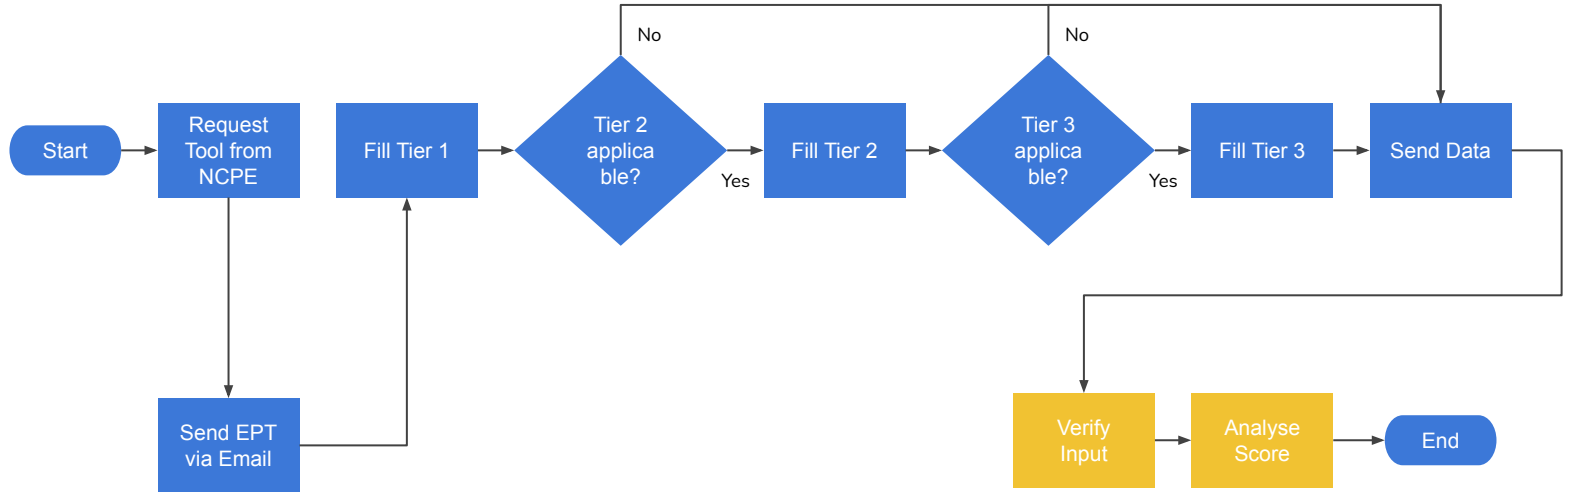 Start
Request
Tool from
NCPE
Fill Tier 1
Tier 2
applica
ble?
No
Yes
Fill Tier 2
Tier 3
applica
ble?
No
Yes
Fill Tier 3
Send Data
Send EPT
via Email
Verify
Input
Analyse
Score
End